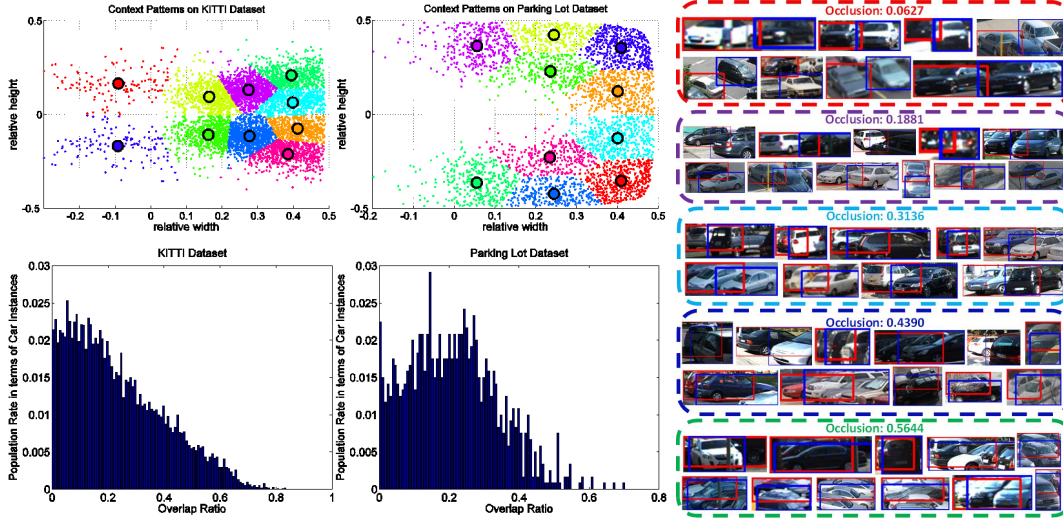 Context Patterns on KITTI Dataset
relative height
0.5
0
-0.5
-0.2
-0.1
0
0.1
0.2
0.3
0.4
0.5
relative width
Context Patterns on Parking Lot Dataset
relative height
0.5
0
-0.5
-0.2
-0.1
0
0.1
0.2
0.3
0.4
0.5
relative width
KITTI Dataset
Population Rate in terms of Car Instances
0.03
0.025
0.02
0.015
0.01
0.005
0
0
0.2
0.4
0.6
0.8
1
Overlap Ratio
Parking Lot Dataset
Population Rate in terms of Car Instances
0.03
0.025
0.02
0.015
0.01
0.005
0
0
0.2
0.4
0.6
0.8
Overlap Ratio
Occlusion: 0.0627
Occlusion: 0.1881
Occlusion: 0.3136
Occlusion: 0.4390
Occlusion: 0.5644